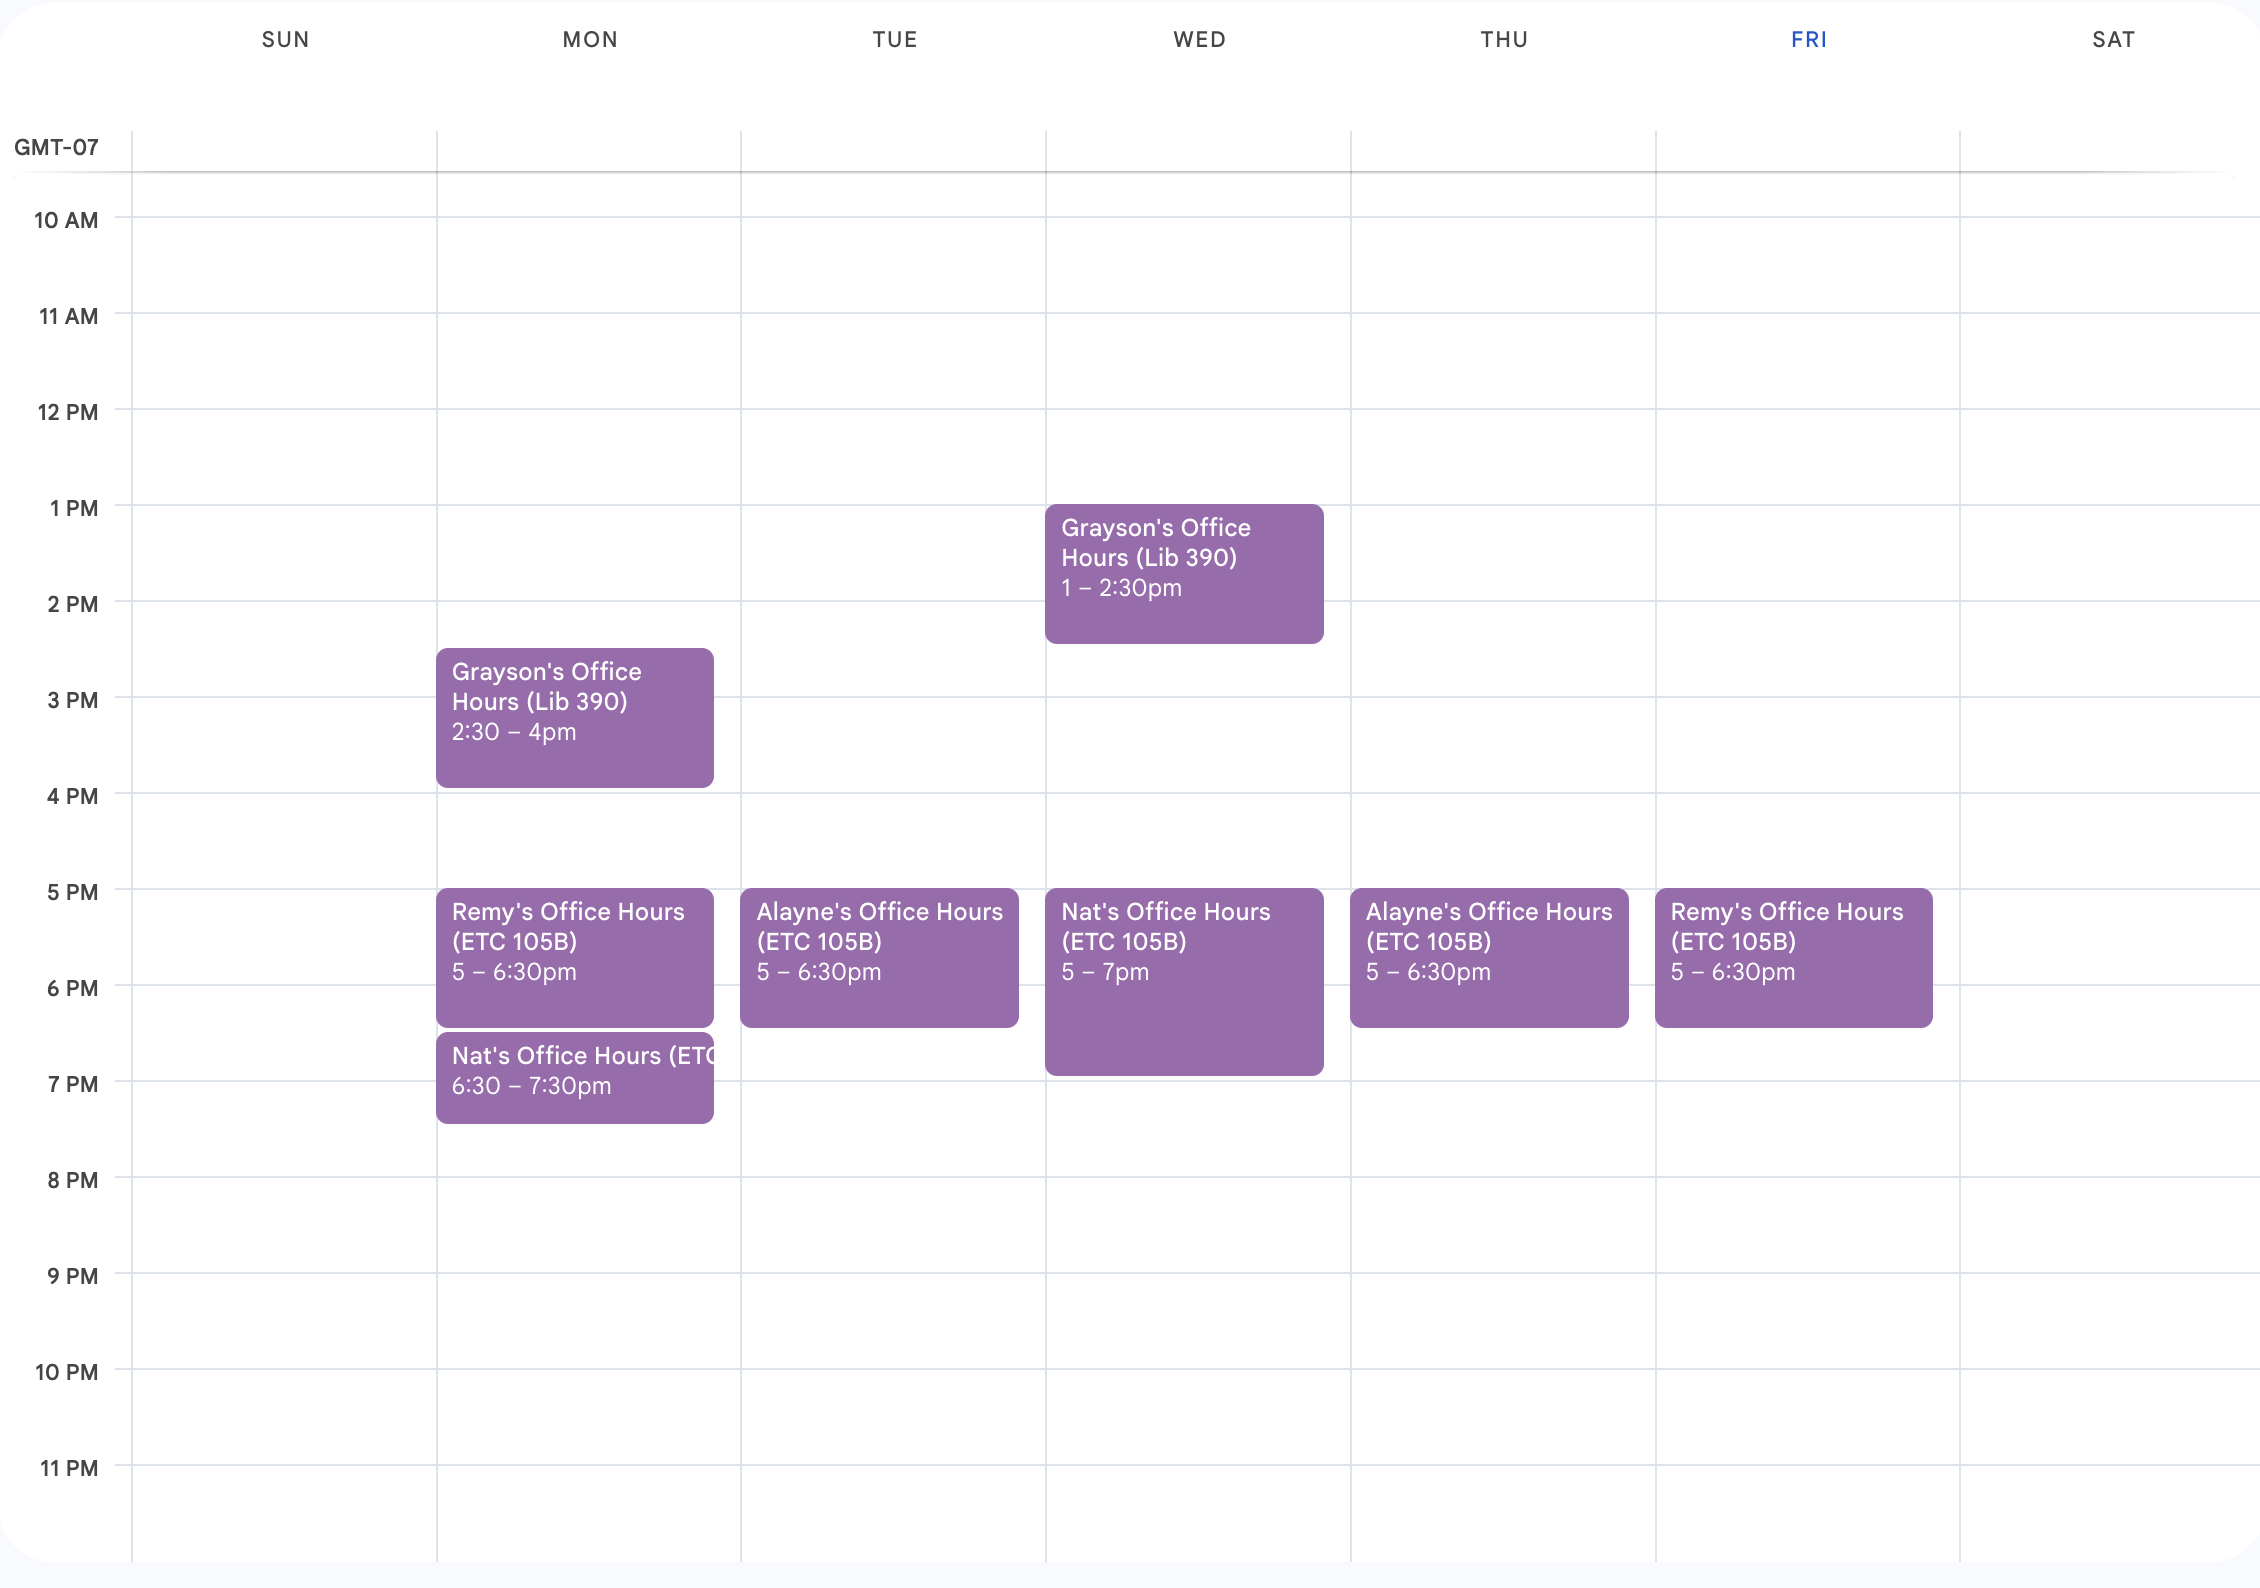 SUN MON TUE WED THU FRI SAT
GMT-07
10 AM
11 AM
12 PM
1 PM
Grayson's Office
Hours (Lib 390)
1 – 2:30pm
2 PM
Grayson's Office
Hours (Lib 390)
2:30 – 4pm
3 PM
4 PM
5 PM
Remy's Office Hours
(ETC 105B)
5 – 6:30pm
Alayne's Office Hours
(ETC 105B)
5 – 6:30pm
Nat's Office Hours
(ETC 105B)
5 – 7pm
Alayne's Office Hours
(ETC 105B)
5 – 6:30pm
Remy's Office Hours
(ETC 105B)
5 – 6:30pm
6 PM
Nat's Office Hours (ETC
6:30 – 7:30pm
7 PM
8 PM
9 PM
10 PM
11 PM